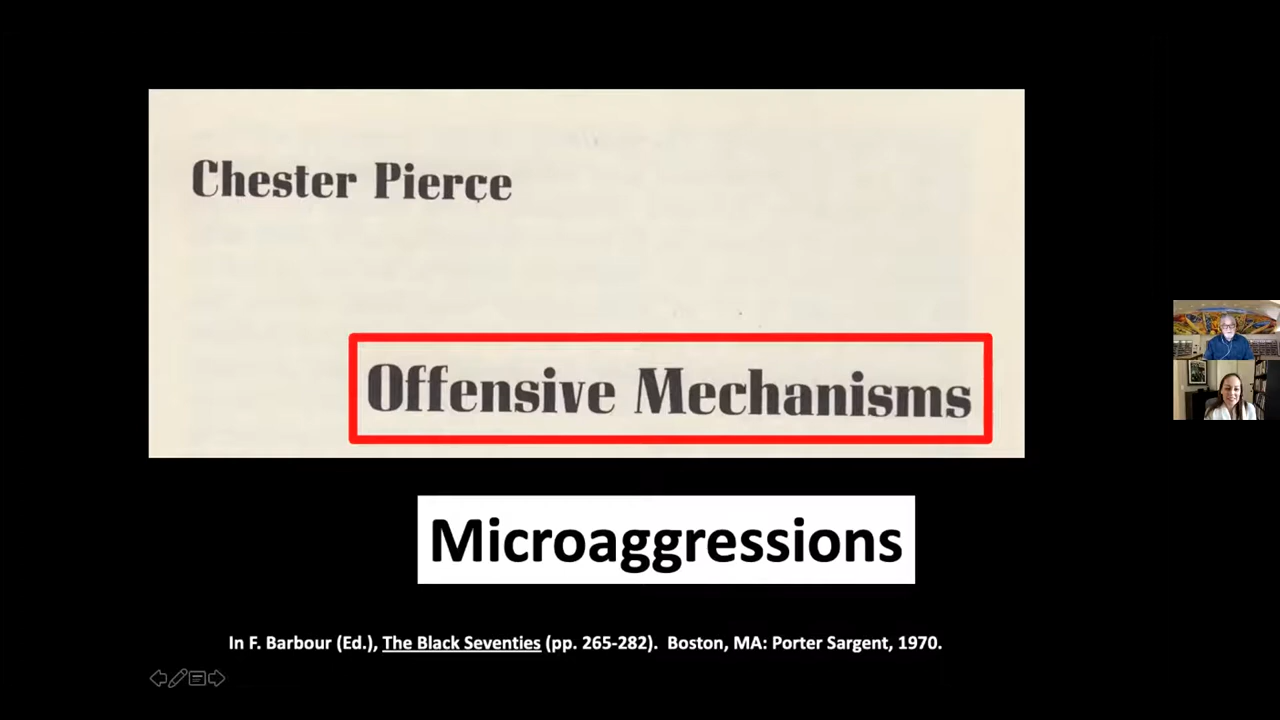 Chester Pierce
Offensive Mechanisms
Microaggressions
In F. Barbour (Ed.), The Black Seventies (pp. 265-282). Boston, MA: Porter Sargent, 1970.